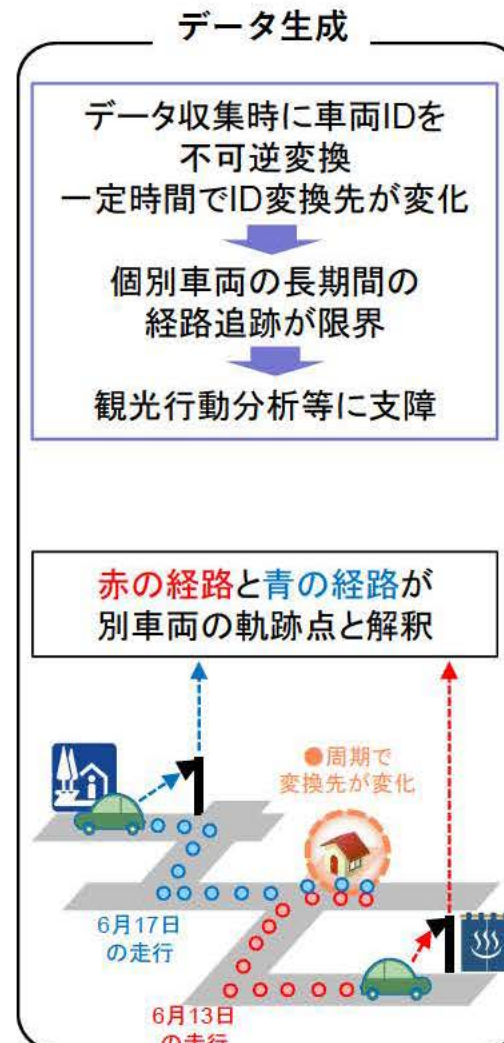 データ生成
データ収集時に車両IDを
不可逆変換
一定時間でID変換先が変化
個別車両の長期間の
経路追跡が限界
観光行動分析等に支障
赤の経路と青の経路が
別車両の軌跡点と解釈
●周期で
変換先が変化
6月17日
の走行
6月13日
の走行